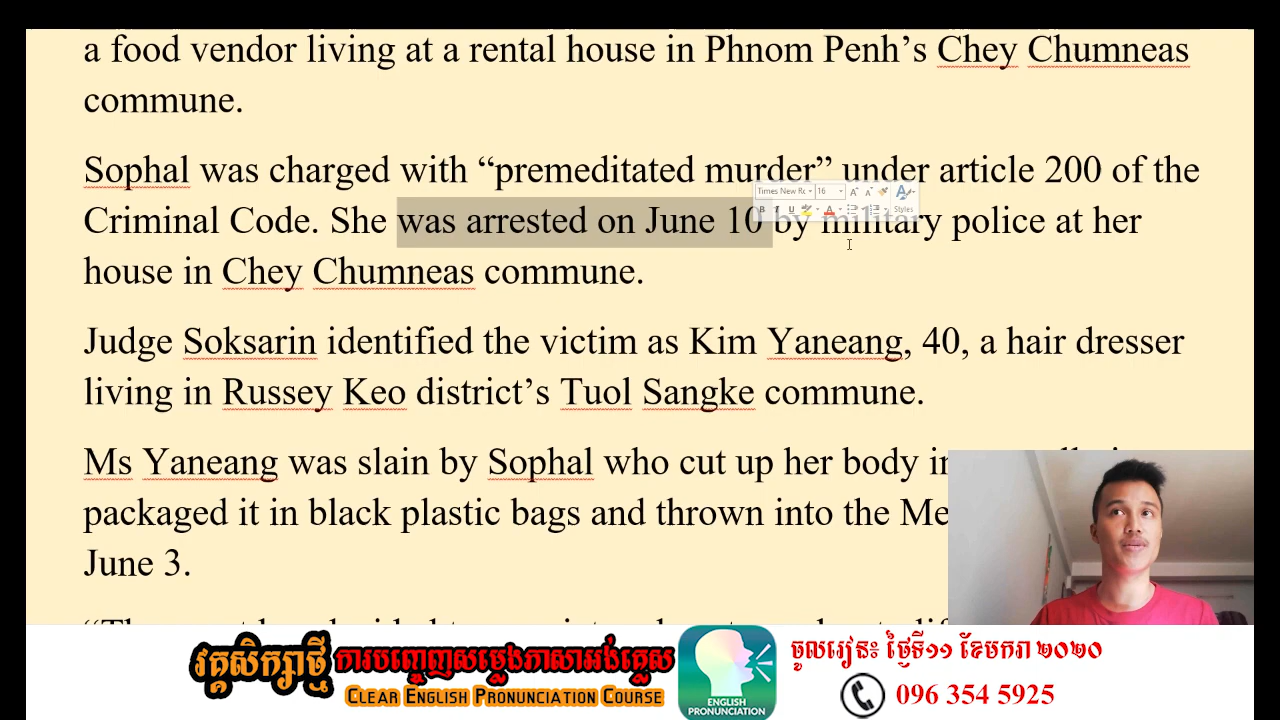 a food vendor living at a rental house in Phnom Penh’s Chey Chumneas
commune.
Sophal was charged with “premeditated murder” under article 200 of the
Times New Ro 16
Criminal Code. She was arrested on June 10 by military police at her
B I U Styles
house in Chey Chumneas commune.
Judge Soksarin identified the victim as Kim Yaneang, 40, a hair dresser
living in Russey Keo district’s Tuol Sangke commune.
Ms Yaneang was slain by Sophal who cut up her body
packaged it in black plastic bags and thrown into the
June 3.
វគ្គសិក្សាថ្មី ការបញ្ចេញសម្លេងភាសាអង់គ្លេស
CLEAR ENGLISH PRONUNCIATION COURSE
ENGLISH
PRONUNCIATION
ចូលរៀន៖ ថ្ងៃទី១១ ខែមករា ២០២០
096 354 5925